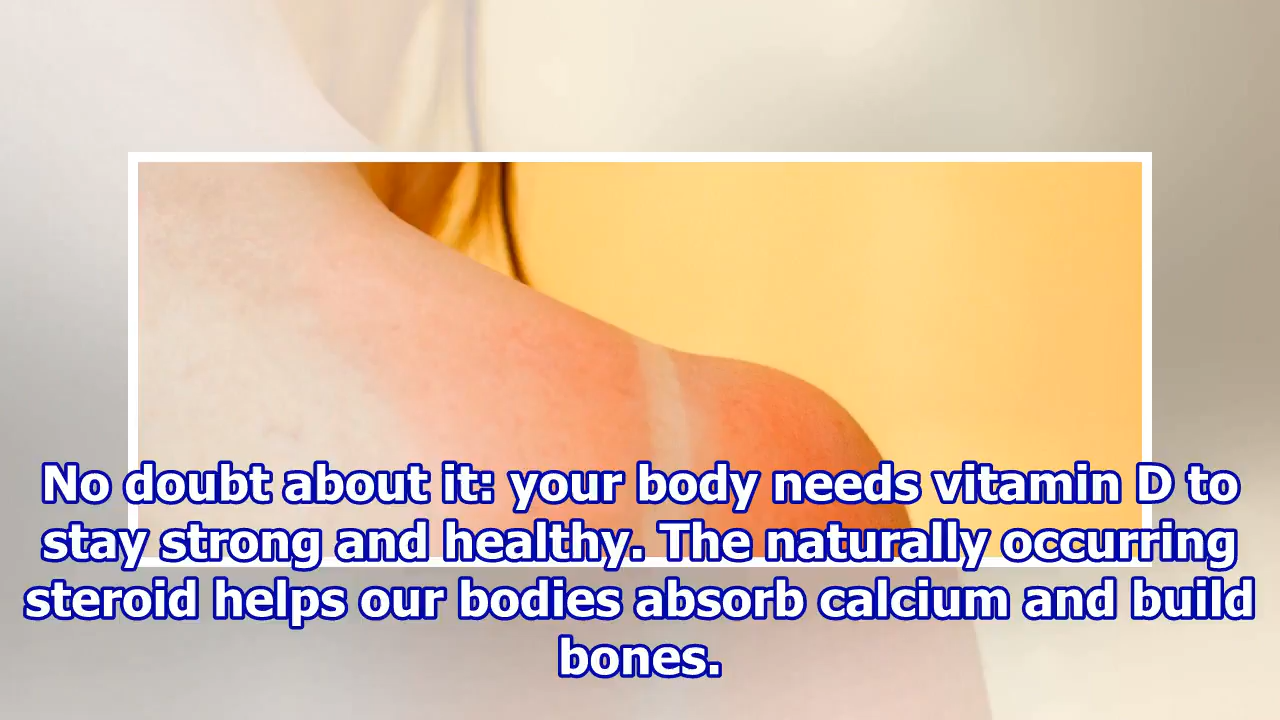 No doubt about it: your body needs vitamin D to
stay strong and healthy. The naturally occurring
steroid helps our bodies absorb calcium and build
bones.